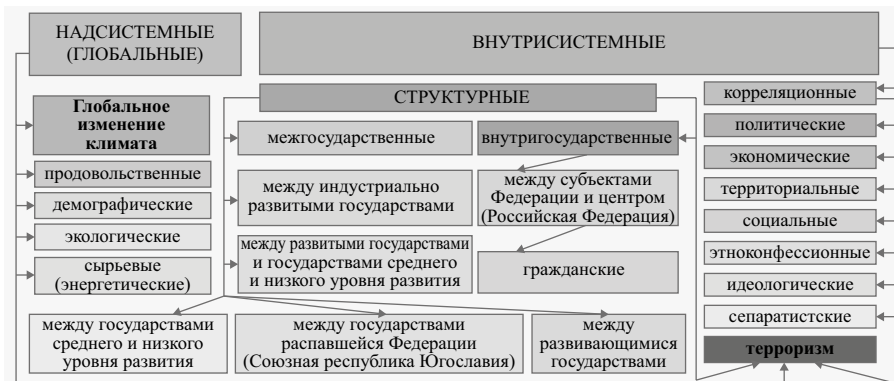 НАДСИСТЕМНЫЕ
(ГЛОБАЛЬНЫЕ)
ВНУТРИСИСТЕМНЫЕ
Глобальное
изменение
климата
продовольственные
демографические
экологические
сырьевые
(энергетические)
СТРУКТУРНЫЕ
межгосударственные
внутригосударственные
между индустриально
развитыми государствами
между субъектами
Федерации и центром
(Российская Федерация)
между развитыми государствами
и государствами среднего
и низкого уровня развития
гражданские
между государствами
среднего и низкого
уровня развития
между государствами
распавшейся Федерации
(Союзная республика Югославия)
между
развивающимися
государствами
корреляционные
политические
экономические
территориальные
социальные
этноконфессионные
идеологические
сепаратистские
терроризм